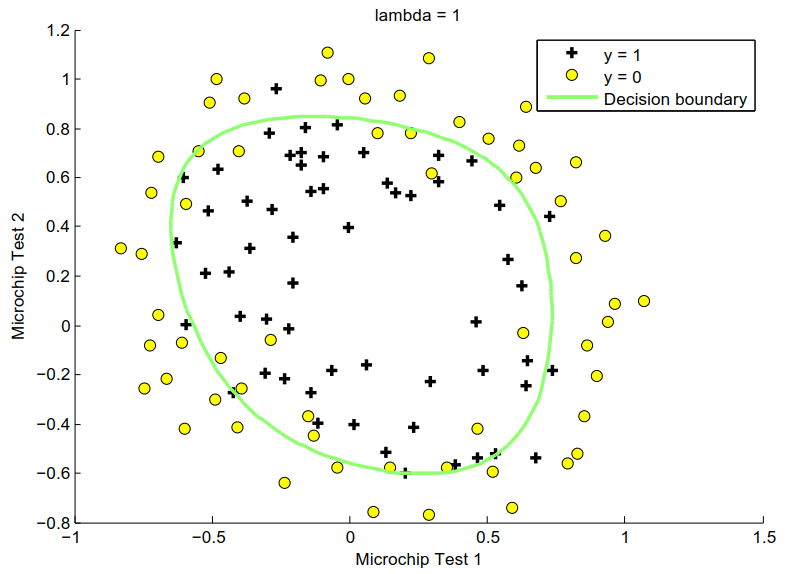 lambda = 1
1.2
1
0.8
0.6
0.4
0.2
0
−0.2
−0.4
−0.6
−0.8
Microchip Test 2
y = 1
y = 0
Decision boundary
−1 −0.5 0 0.5 1 1.5
Microchip Test 1